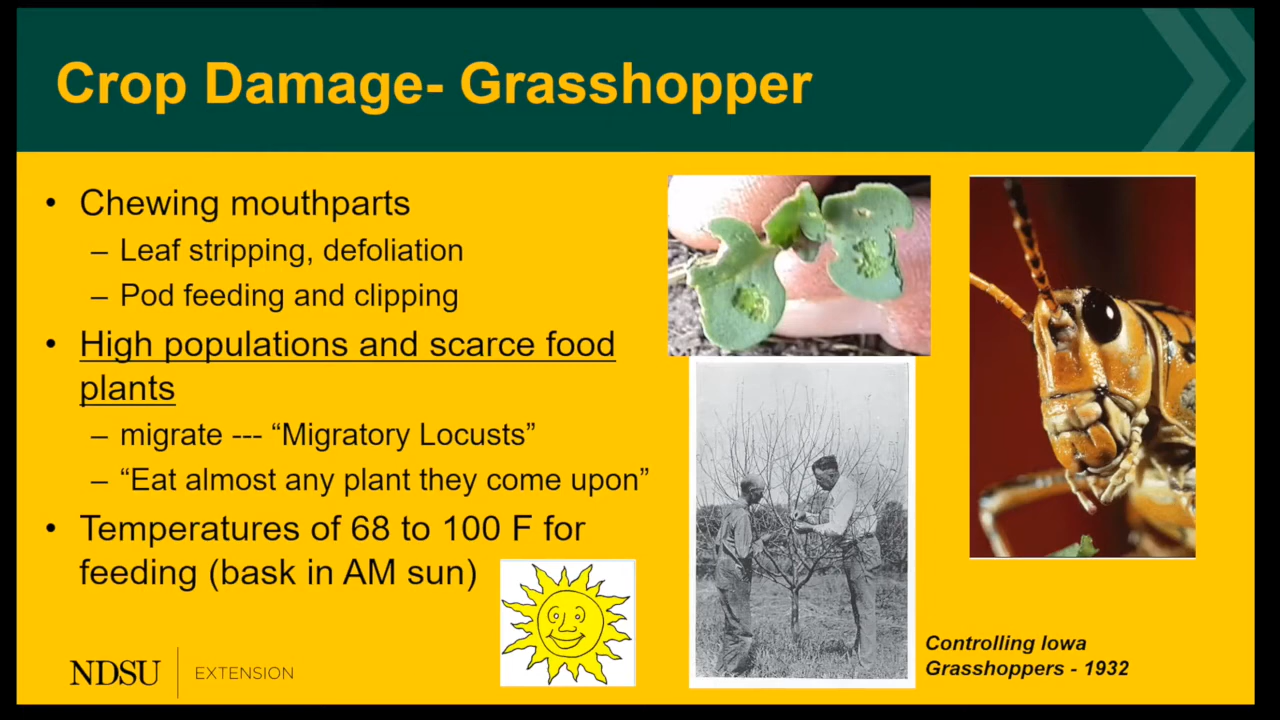 Crop Damage- Grasshopper
• Chewing mouthparts
– Leaf stripping, defoliation
– Pod feeding and clipping
• High populations and scarce food
plants
– migrate --- “Migratory Locusts”
– “Eat almost any plant they come upon”
• Temperatures of 68 to 100 F for
feeding (bask in AM sun)
Controlling Iowa
Grasshoppers - 1932
NDSU EXTENSION